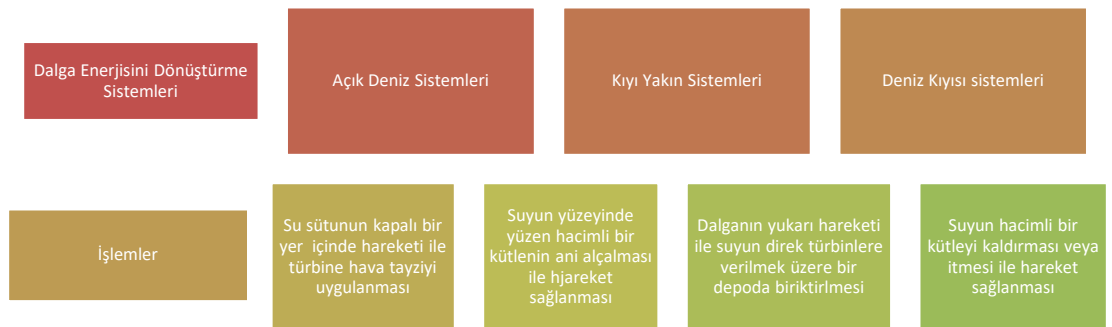 Dalga Enerjisini Dönüştürme
Sistemleri
Açık Deniz Sistemleri
Kıyı Yakın Sistemleri
Deniz Kıyısı sistemleri
İşlemler
Su sütunun kapalı bir
yer içinde hareketi ile
türbine hava tayziyi
uygulanması
Suyun yüzeyinde
yüzen hacimli bir
kütlenin ani alçalması
ile hjareket
sağlanması
Dalganın yukarı hareketi
ile suyun direk türbinlere
verilmek üzere bir
depoda biriktirilmesi
Suyun hacimli bir
kütleyi kaldırması veya
itmesi ile hareket
sağlanması